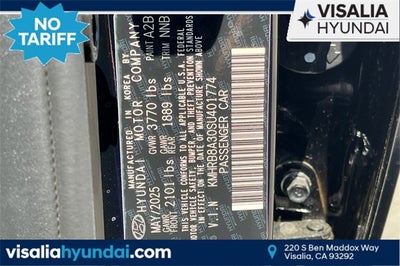 NO
TARIFF
VISALIA
HYUNDAI
MANUFACTURED IN KOREA BY
HYUNDAI MOTOR COMPANY
MAY/2025 GVWR 3770 lbs PAINT A2B
GAWR FRONT 2101 lbs GAWR REAR 1889 lbs TRIM NNB
THIS VEHICLE CONFORMS TO ALL APPLICABLE U.S. FEDERAL
MOTOR VEHICLE SAFETY, BUMPER, AND THEFT PREVENTION
STANDARDS IN EFFECT ON THE DATE OF
MANUFACTURE SHOWN ABOVE.
V.I.N
PASSENGER CAR
visaliahyundai.com
220 S Ben Maddox Way
Visalia, CA 93292